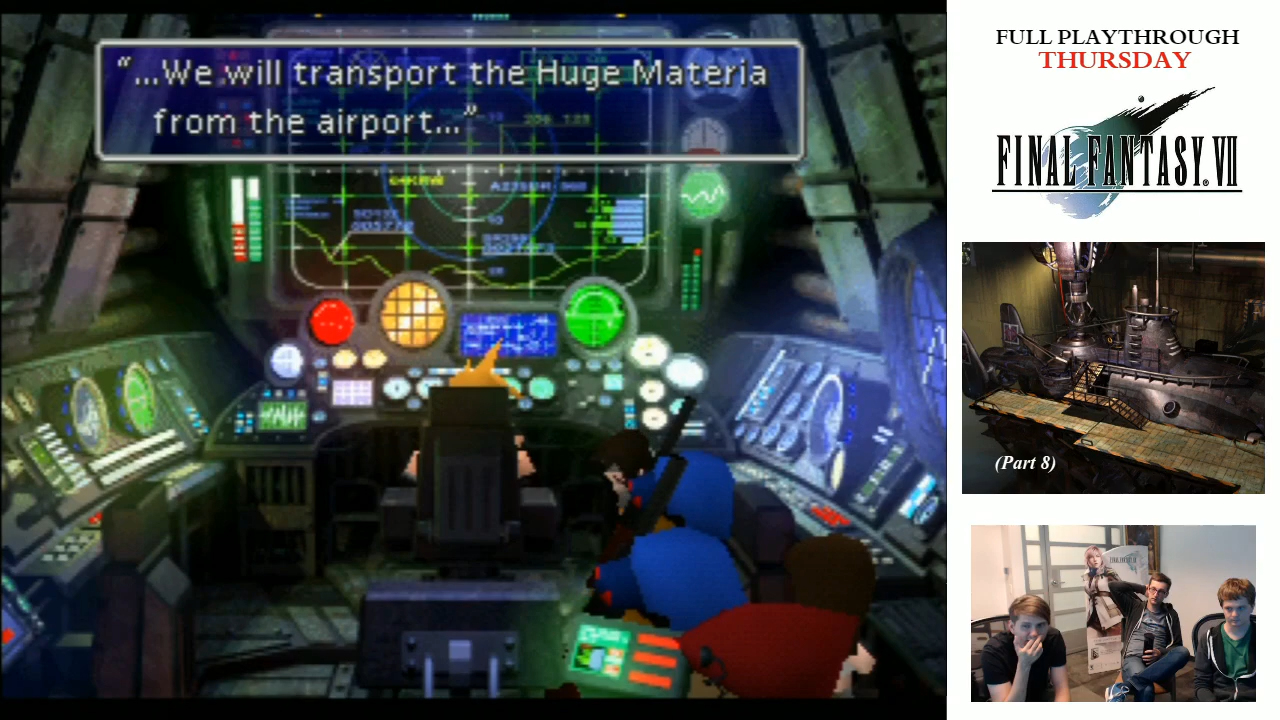 “...We will transport the Huge Materia
from the airport...”
FULL PLAYTHROUGH
THURSDAY
FINAL FANTASY. VII
(Part 8)